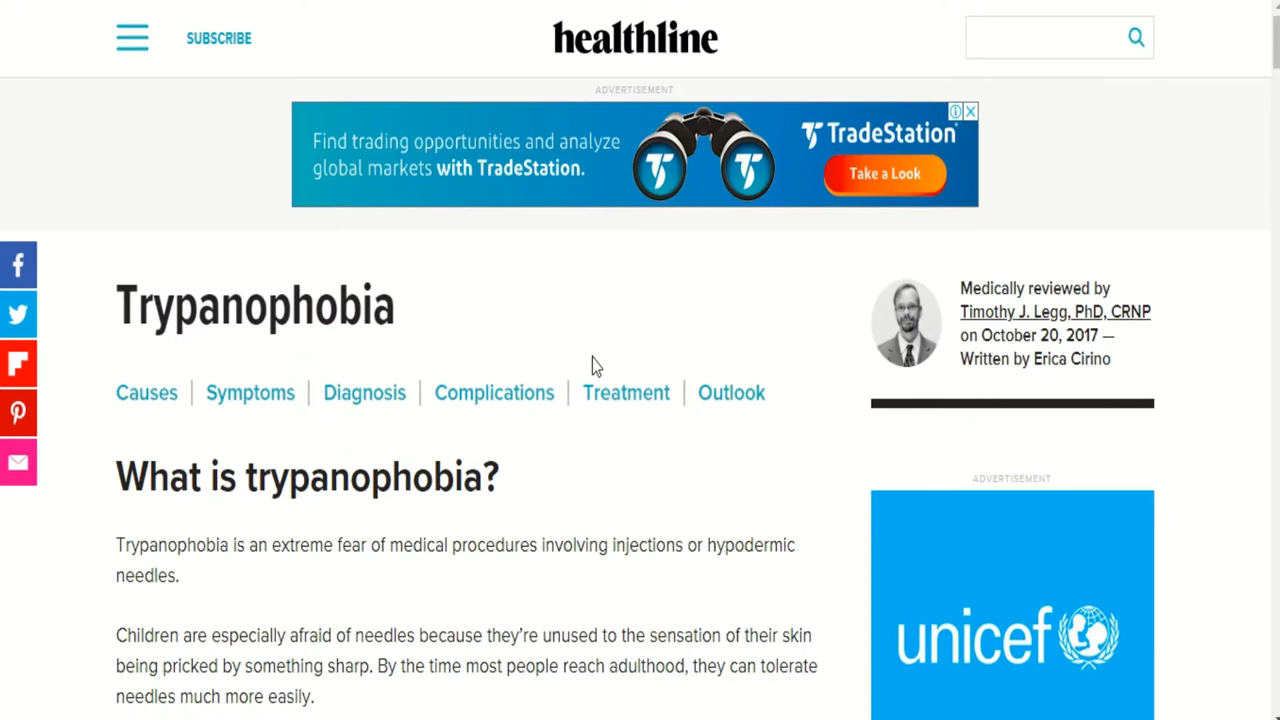 SUBSCRIBE
healthline
ADVERTISEMENT
Find trading opportunities and analyze
global markets with TradeStation.
TradeStation
Take a Look
Trypanophobia
Causes | Symptoms | Diagnosis | Complications | Treatment | Outlook
Medically reviewed by
Timothy J. Legg, PhD, CRNP
on October 20, 2017 —
Written by Erica Cirino
What is trypanophobia?
Trypanophobia is an extreme fear of medical procedures involving injections or hypodermic
needles.
Children are especially afraid of needles because they’re unused to the sensation of their skin
being pricked by something sharp. By the time most people reach adulthood, they can tolerate
needles much more easily.
ADVERTISEMENT
unicef